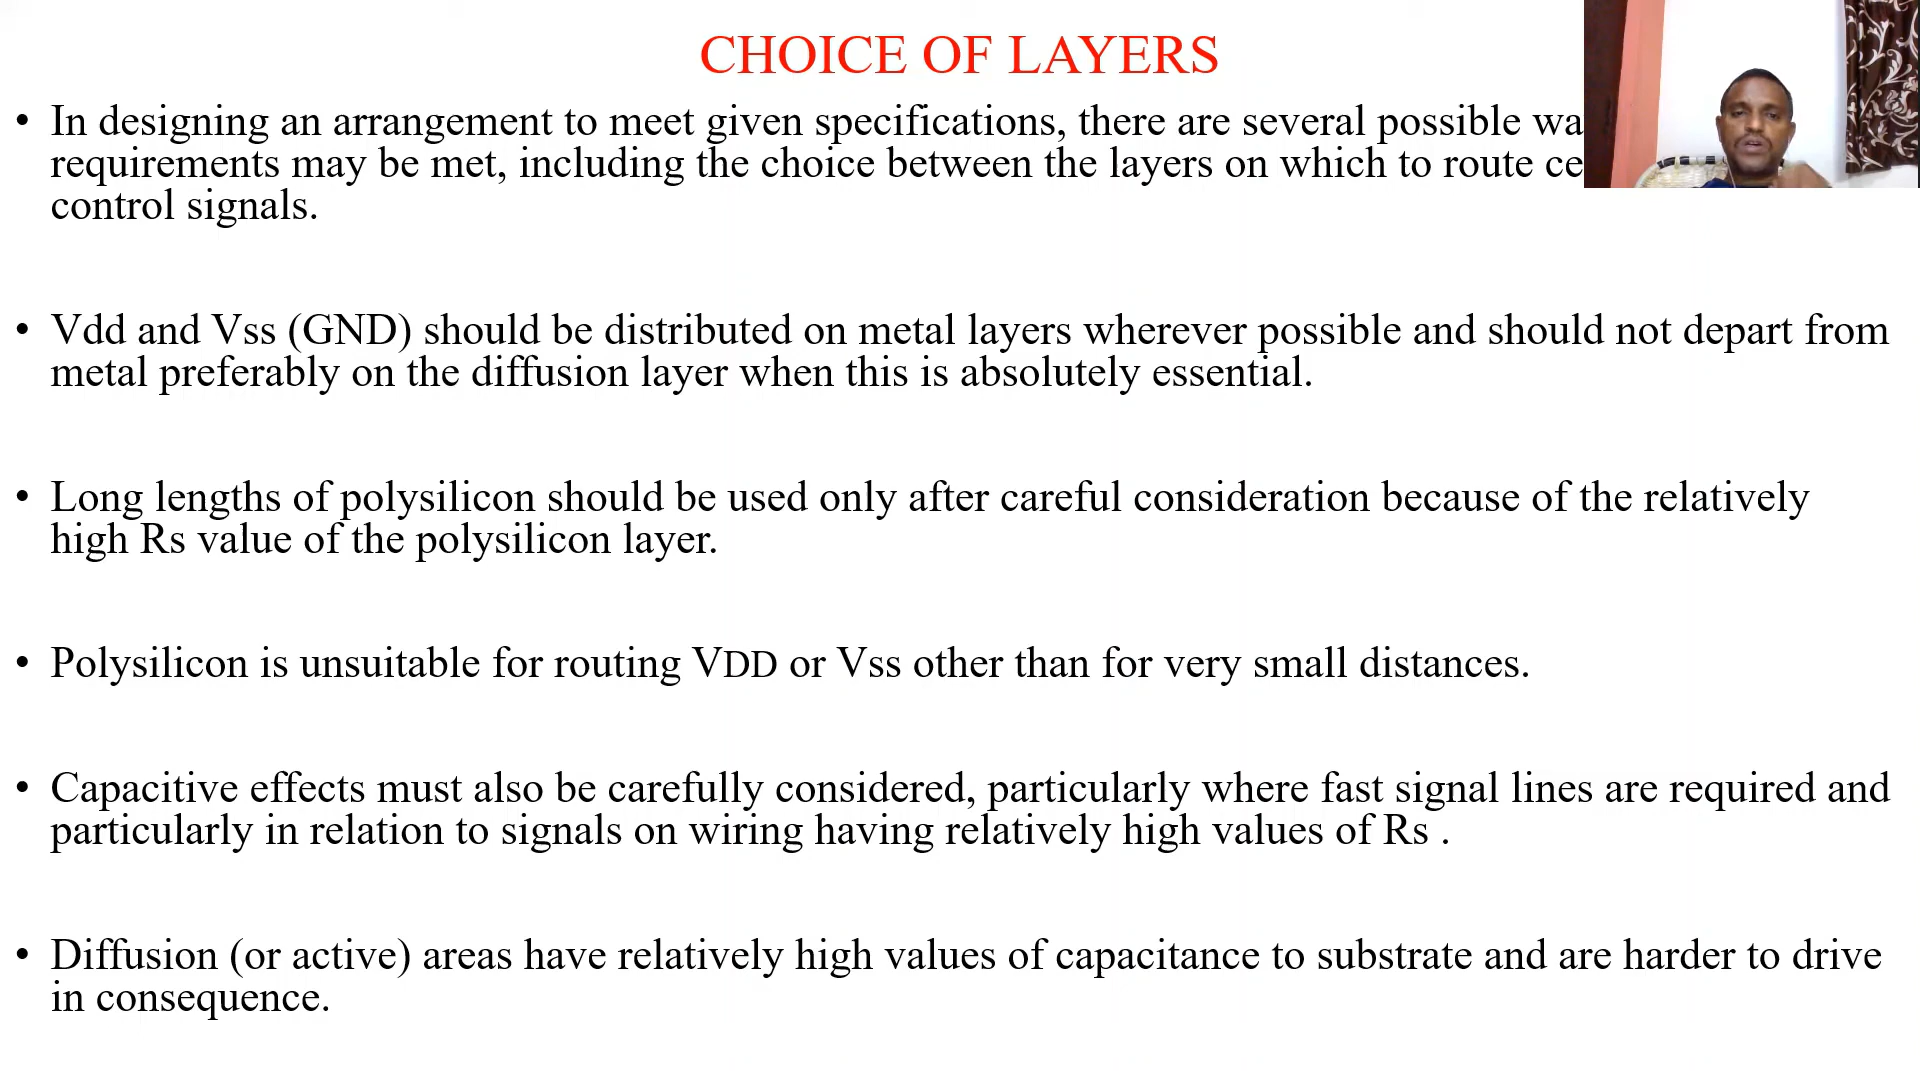 CHOICE OF LAYERS
• In designing an arrangement to meet given specifications, there are several possible
requirements may be met, including the choice between the layers on which to route
control signals.
• Vdd and Vss (GND) should be distributed on metal layers wherever possible and should not depart from
metal preferably on the diffusion layer when this is absolutely essential.
• Long lengths of polysilicon should be used only after careful consideration because of the relatively
high Rs value of the polysilicon layer.
• Polysilicon is unsuitable for routing VDD or Vss other than for very small distances.
• Capacitive effects must also be carefully considered, particularly where fast signal lines are required and
particularly in relation to signals on wiring having relatively high values of Rs .
• Diffusion (or active) areas have relatively high values of capacitance to substrate and are harder to drive
in consequence.